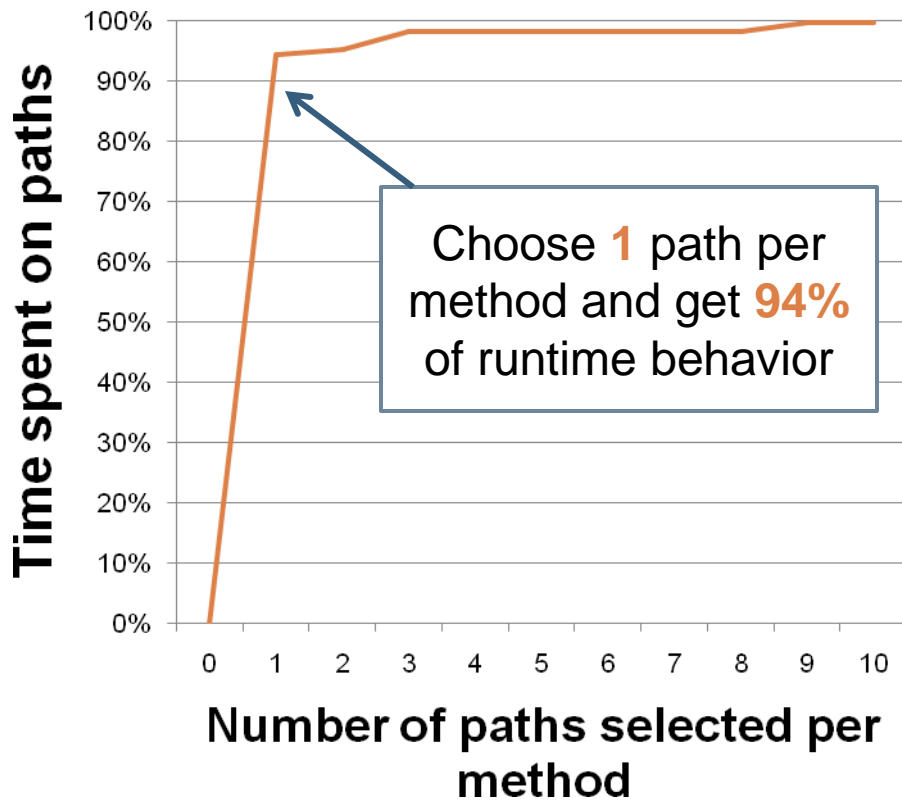 100%
90%
80%
70%
60%
50%
40%
30%
20%
10%
0%
Time spent on paths
Choose 1 path per
method and get 94%
of runtime behavior
0 1 2 3 4 5 6 7 8 9 10
Number of paths selected per
method